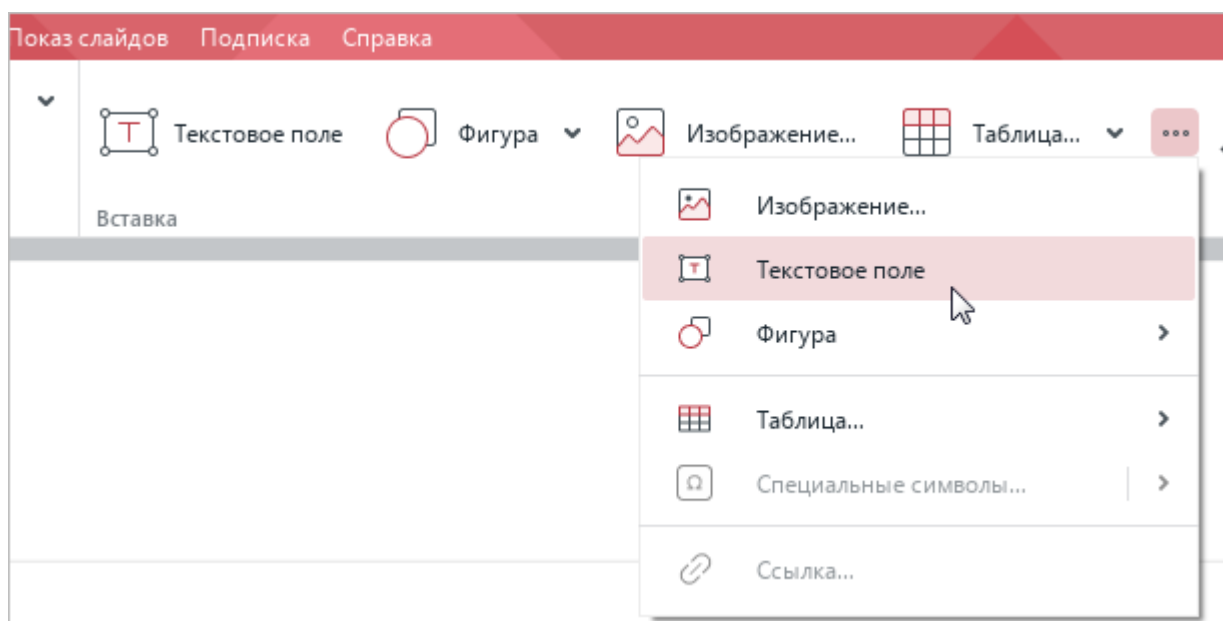 Показ слайдов Подписка Справка
Текстовое поле Фигура Изображение... Таблица...
Вставка
Изображение...
Текстовое поле
Фигура
Таблица...
Специальные символы...
Ссылка...